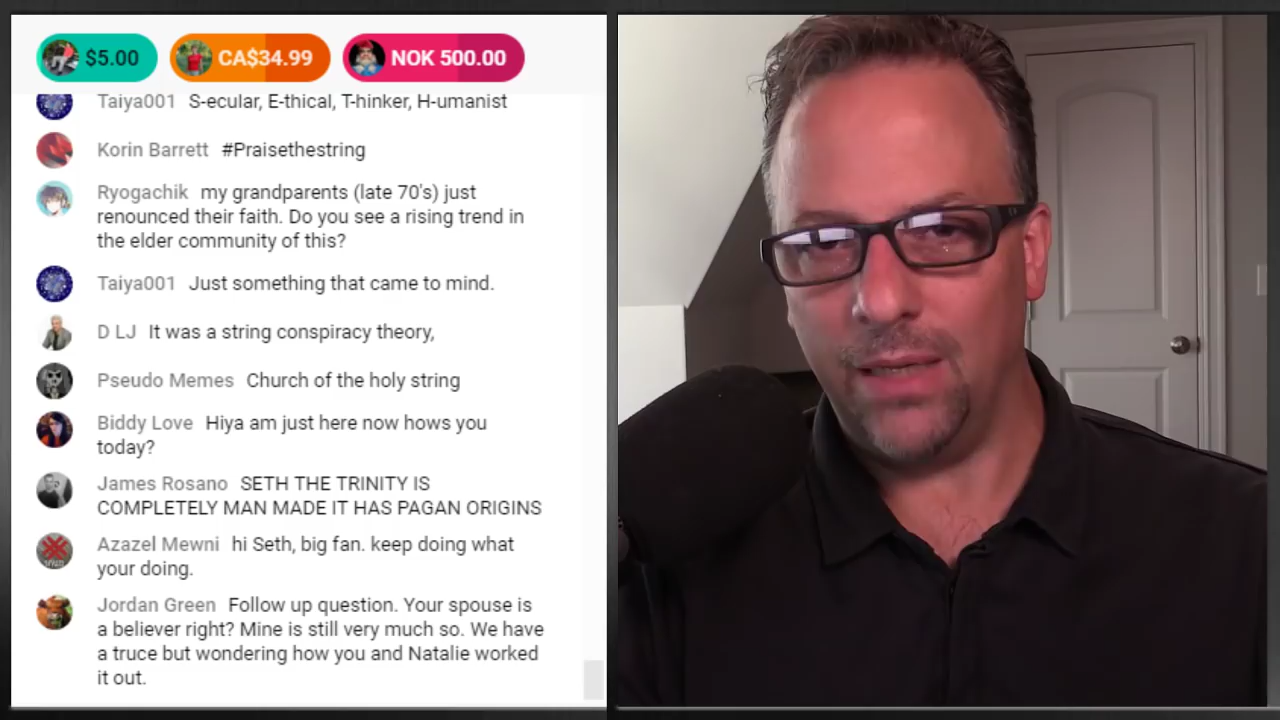 $5.00 CA$34.99 NOK 500.00
Taiya001 S-ecular, E-thical, T-hinker, H-umanist
Korin Barrett #Praisethestring
Ryogachik my grandparents (late 70's) just
renounced their faith. Do you see a rising trend in
the elder community of this?
Taiya001 Just something that came to mind.
D LJ It was a string conspiracy theory,
Pseudo Memes Church of the holy string
Biddy Love Hiya am just here now hows you
today?
James Rosano SETH THE TRINITY IS
COMPLETELY MAN MADE IT HAS PAGAN ORIGINS
Azazel Mewni hi Seth, big fan. keep doing what
your doing.
Jordan Green Follow up question. Your spouse is
a believer right? Mine is still very much so. We have
a truce but wondering how you and Natalie worked
it out.